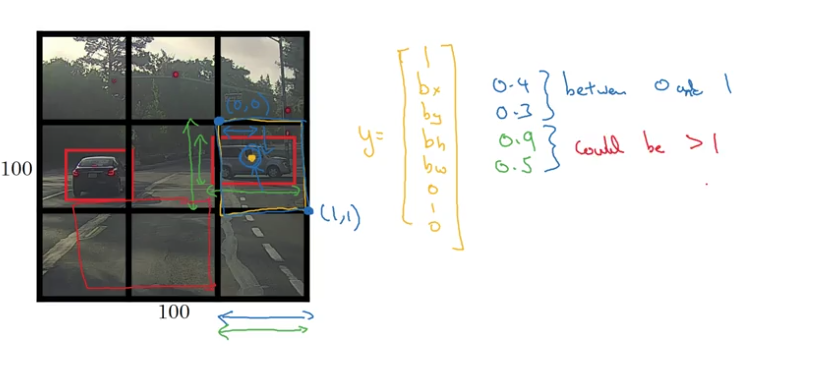 (0,0)
100
(1,1)
100
y=
1
bx
by
bh
bw
0
1
0
0.4
0.3
between 0 and 1
0.9
0.5
could be >1